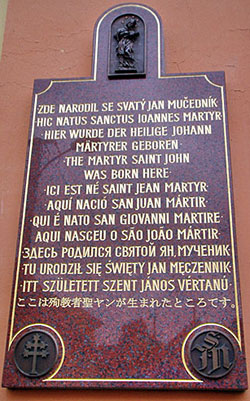 ZDE NARODIL SE SVATÝ JAN MUČEDNÍK
HIC NATUS SANCTUS IOANNES MARTYR
HIER WURDE DER HEILIGE JOHANN
MÄRTYRER GEBOREN
THE MARTYR SAINT JOHN
WAS BORN HERE
ICI EST NÉ SAINT JEAN MARTYR
AQUÍ NACIÓ SAN JUAN MÁRTIR
QUI É NATO SAN GIOVANNI MARTIRE
AQUI NASCEU O SÃO JOÃO MÁRTIR
ЗДЕСЬ РОДИЛСЯ СВЯТОЙ ЯН, МУЧЕНИК
TU URODZIŁ SIĘ ŚWIĘTY JAN MĘCZENNIK
ITT SZÜLETETT SZENT JÁNOS VÉRTANÚ
ここは殉教者聖ヤンが生まれたところです。